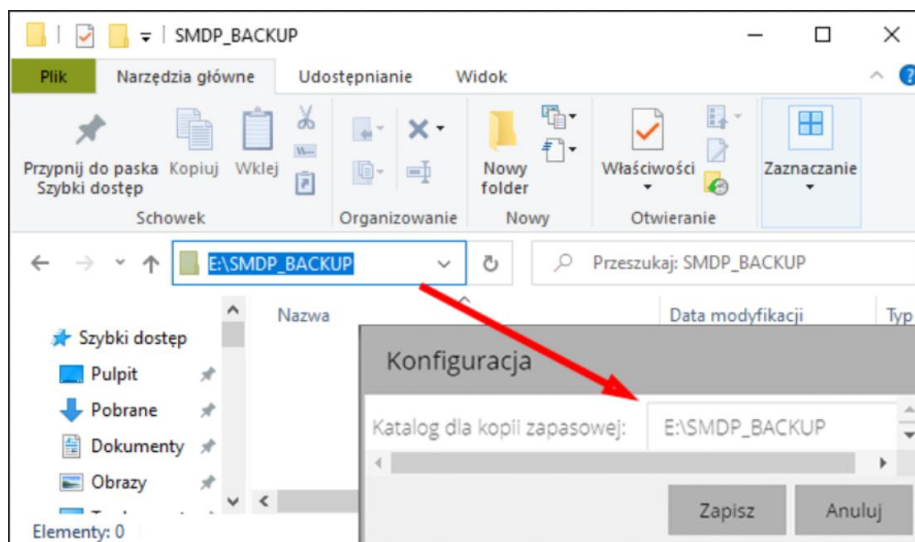 SMDP_BACKUP
Plik Narzędzia główne Udostępnianie Widok
Przypnij do paska
Szybki dostęp
Kopiuj
Wklej
Nowy
folder
Właściwości
Zaznaczanie
Schowek
Organizowanie
Nowy
Otwieranie
E:\SMDP_BACKUP
Przeszukaj: SMDP_BACKUP
Nazwa
Data modyfikacji
Typ
Szybki dostęp
Pulpit
Pobrane
Dokumenty
Obrazy
Elementy: 0
Konfiguracja
Katalog dla kopii zapasowej: E:\SMDP_BACKUP
Zapisz
Anuluj